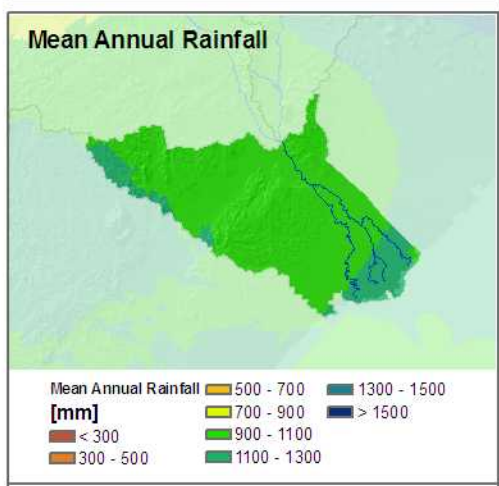 Mean Annual Rainfall
Mean Annual Rainfall
[mm]
< 300
300 - 500
500 - 700
700 - 900
900 - 1100
1100 - 1300
1300 - 1500
> 1500